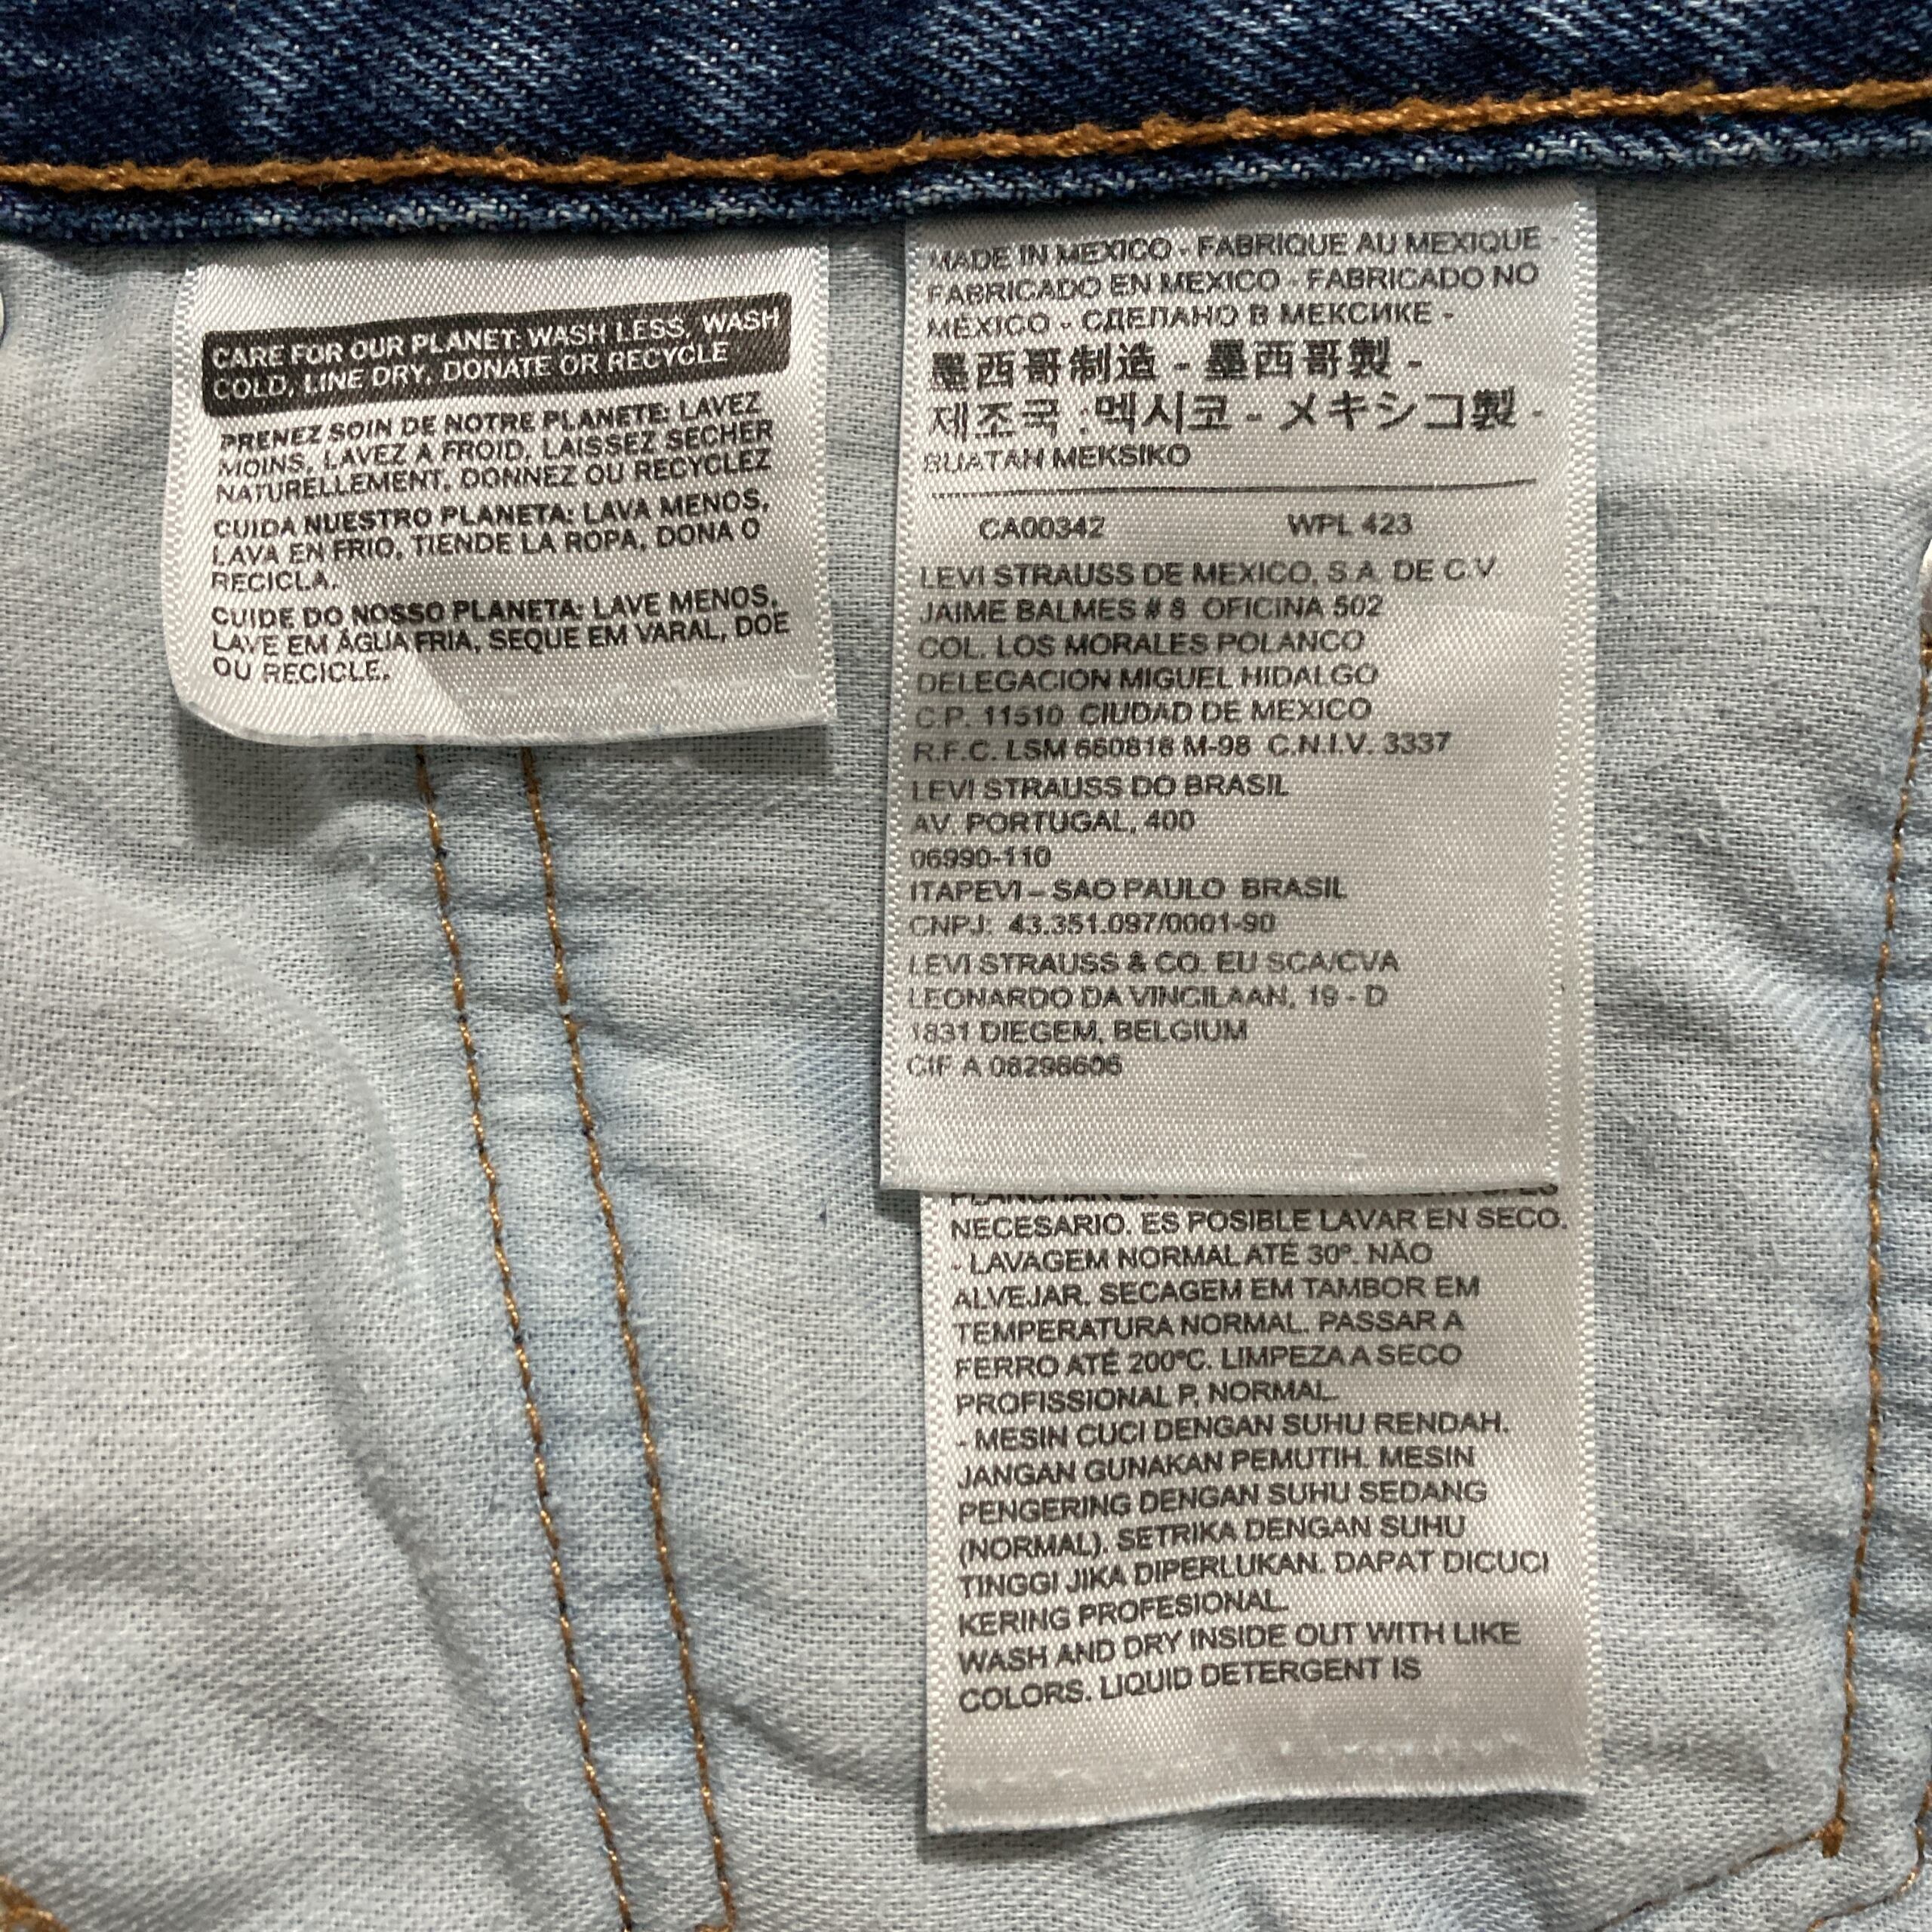 CARE FOR OUR PLANET: WASH LESS, WASH
COLD, LINE DRY, DONATE OR RECYCLE
PRENEZ SOIN DE NOTRE PLANETE: LAVEZ
MOINS, LAVEZ A FROID, LAISSEZ SECHER
NATURELLEMENT, DONNEZ OU RECYCLEZ
CUIDA NUESTRO PLANETA: LAVA MENOS,
LAVA EN FRIO, TIENDE LA ROPA, DONA O
RECICLA.
CUIDE DO NOSSO PLANETA: LAVE MENOS,
LAVE EM ÁGUA FRIA, SEQUE EM VARAL, DOE
OU RECICLE.
MADE IN MEXICO - FABRIQUE AU MEXIQUE -
FABRICADO EN MEXICO - FABRICADO NO
MEXICO - СДЕЛАНО В МЕКСИКЕ -
墨西哥制造 - 墨西哥製 -
제조국 :멕시코 - メキシコ製 -
BUATAN MEKSIKO
CA00342 WPL 423
LEVI STRAUSS DE MEXICO, S.A. DE C.V
JAIME BALMES # 8 OFICINA 502
COL. LOS MORALES POLANCO
DELEGACION MIGUEL HIDALGO
C.P. 11510 CIUDAD DE MEXICO
R.F.C. LSM 660818 M-98 C.N.I.V. 3337
LEVI STRAUSS DO BRASIL
AV. PORTUGAL, 400
06990-110
ITAPEVI – SAO PAULO BRASIL
CNPJ: 43.351.097/0001-90
LEVI STRAUSS & CO. EU SCA/CVA
LEONARDO DA VINCILAAN, 19 - D
1831 DIEGEM, BELGIUM
CIF A 08298606
PLANCHAR EN
NECESARIO. ES POSIBLE LAVAR EN SECO.
- LAVAGEM NORMAL ATÉ 30º. NÃO
ALVEJAR. SECAGEM EM TAMBOR EM
TEMPERATURA NORMAL. PASSAR A
FERRO ATÉ 200ºC. LIMPEZA A SECO
PROFISSIONAL P, NORMAL.
- MESIN CUCI DENGAN SUHU RENDAH.
JANGAN GUNAKAN PEMUTIH. MESIN
PENGERING DENGAN SUHU SEDANG
(NORMAL). SETRIKA DENGAN SUHU
TINGGI JIKA DIPERLUKAN. DAPAT DICUCI
KERING PROFESIONAL.
WASH AND DRY INSIDE OUT WITH LIKE
COLORS. LIQUID DETERGENT IS